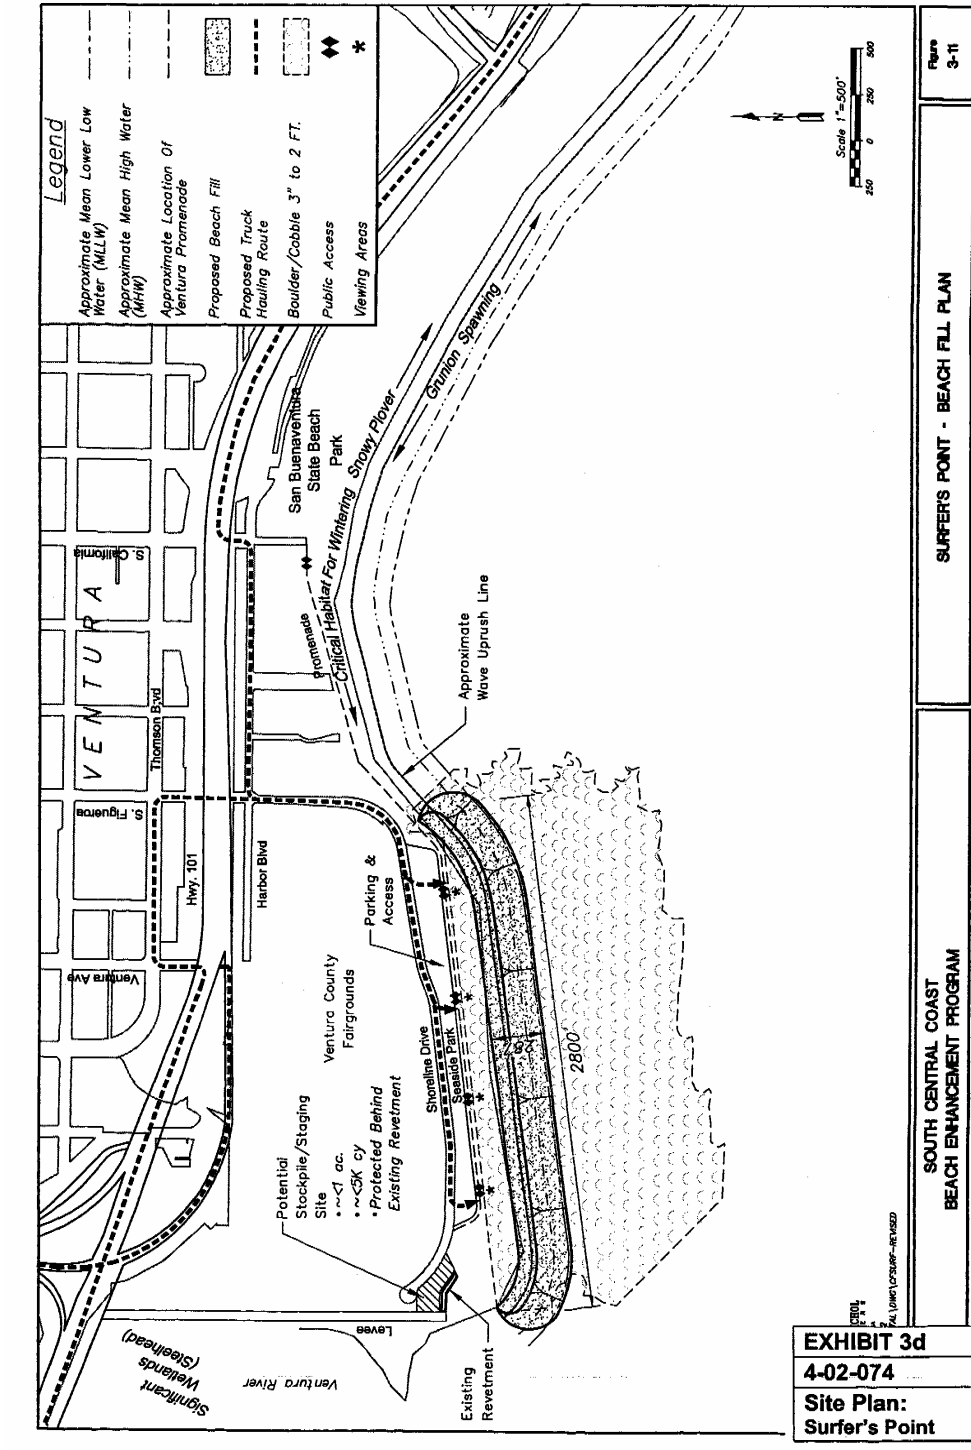 Legend
Approximate Mean Lower Low
Water (MLLW)
Approximate Mean High Water
(MHW)
Approximate Location Of
Ventura Promenade
Proposed Beach Fill
Proposed Truck
Hauling Route
Boulder/Cobble 3" to 2 FT.
Public Access
Viewing Areas
Scale 1"=500'
250 0 250 500
N
VENTURA
S. California
Thomson Blvd
S. Figueroa
Ventura Ave
Hwy. 101
Harbor Blvd
San Buenaventura
State Beach
Park
Promenade
Critical Habitat For Wintering Snowy Plover
Grunion Spawning
Approximate
Wave Uprush Line
Parking &
Access
Ventura County
Fairgrounds
Shoreline Drive
Seaside Park
Potential
Stockpile/Staging
Site
• ~<1 ac.
• ~<5K cy
• Protected Behind
Existing Revetment
2800'
Levee
Ventura River
Significant
Wetlands
(Steelhead)
Existing
Revetment
SOUTH CENTRAL COAST
BEACH ENHANCEMENT PROGRAM
SURFER'S POINT - BEACH FILL PLAN
Figure
3-11
EXHIBIT 3d
4-02-074
Site Plan:
Surfer's Point